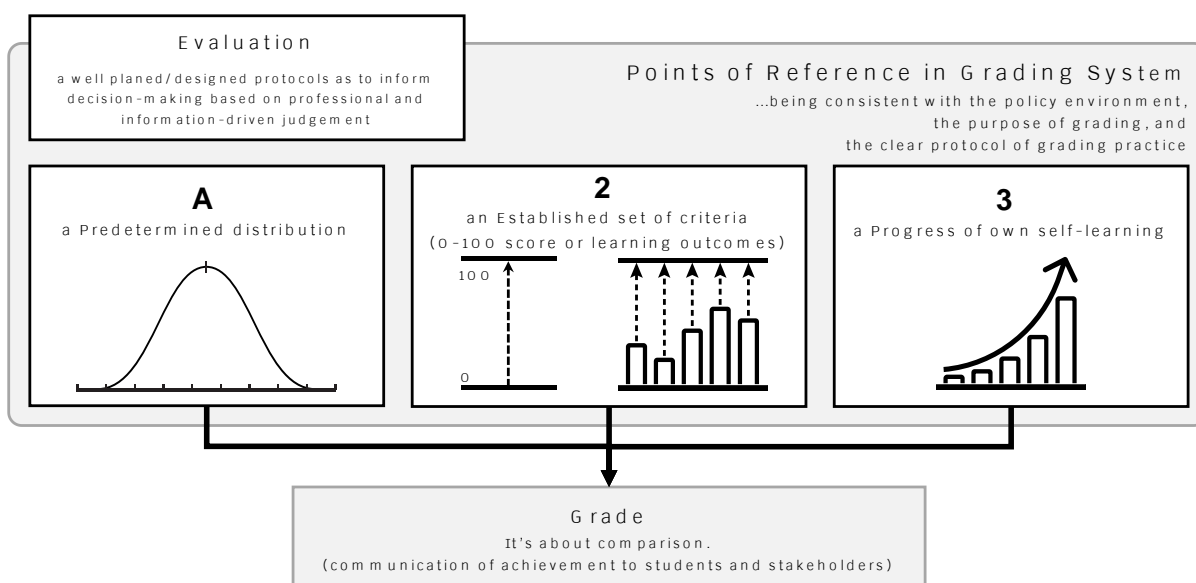 Evaluation
a well planed/designed protocols as to inform
decision-making based on professional and
information-driven judgement
Points of Reference in Grading System
...being consistent with the policy environment,
the purpose of grading, and
the clear protocol of grading practice
A
a Predetermined distribution
2
an Established set of criteria
(0-100 score or learning outcomes)
100
0
3
a Progress of own self-learning
Grade
It's about comparison.
(communication of achievement to students and stakeholders)